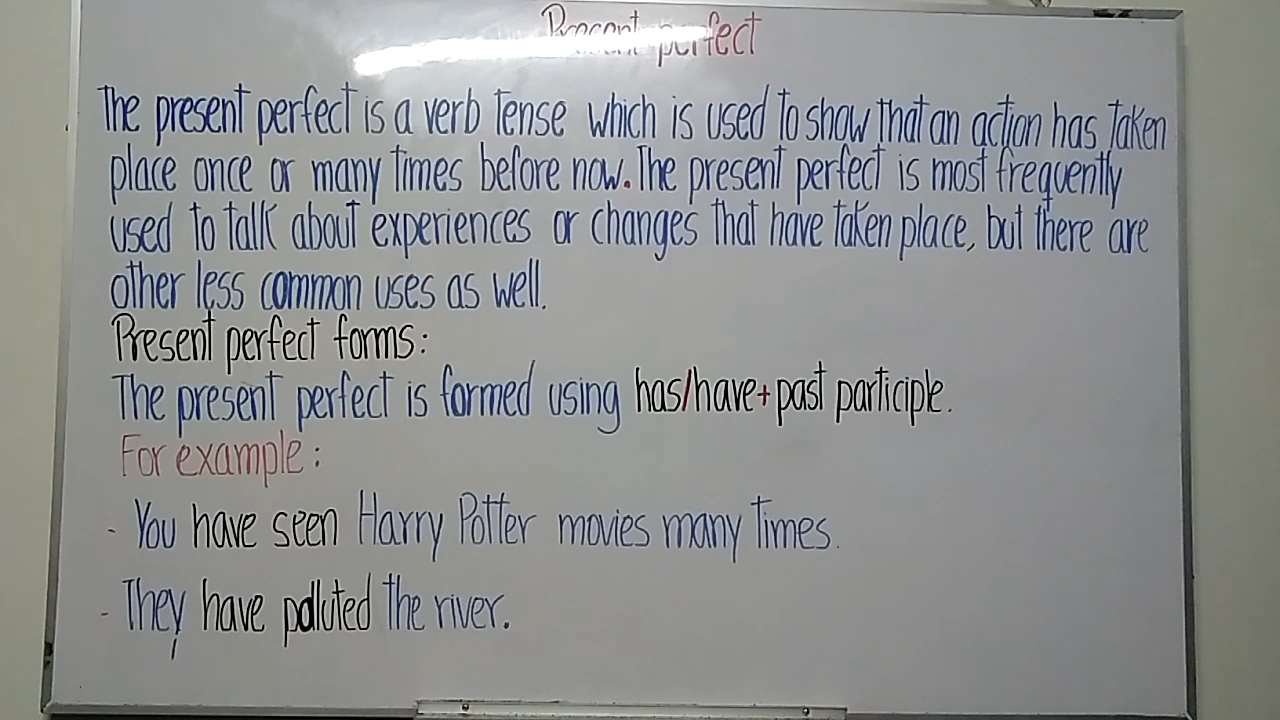 Present perfect
The present perfect is a verb tense which is used to show that an action has taken
place once or many times before now. The present perfect is most frequently
used to talk about experiences or changes that have taken place, but there are
other less common uses as well.
Present perfect forms:
The present perfect is formed using has/have+past participle.
For example:
- You have seen Harry Potter movies many times.
- They have polluted the river.